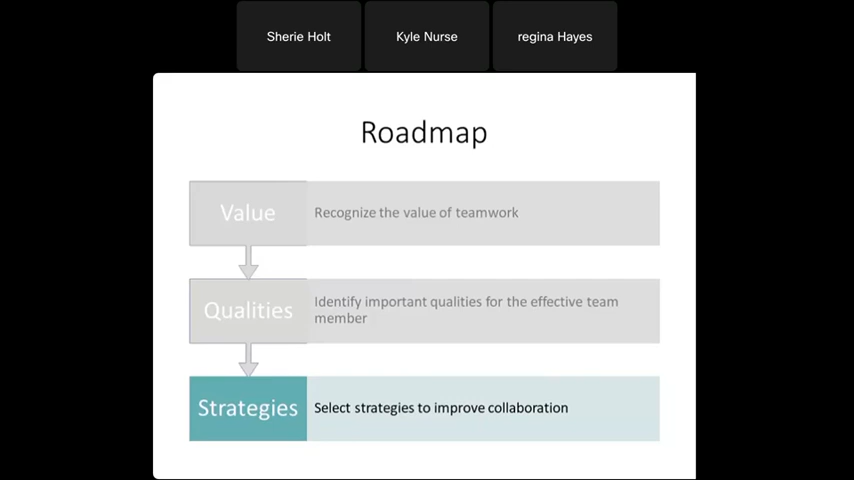 Sherie Holt
Kyle Nurse
regina Hayes
Roadmap
Value
Recognize the value of teamwork
Qualities
Identify important qualities for the effective team
member
Strategies
Select strategies to improve collaboration